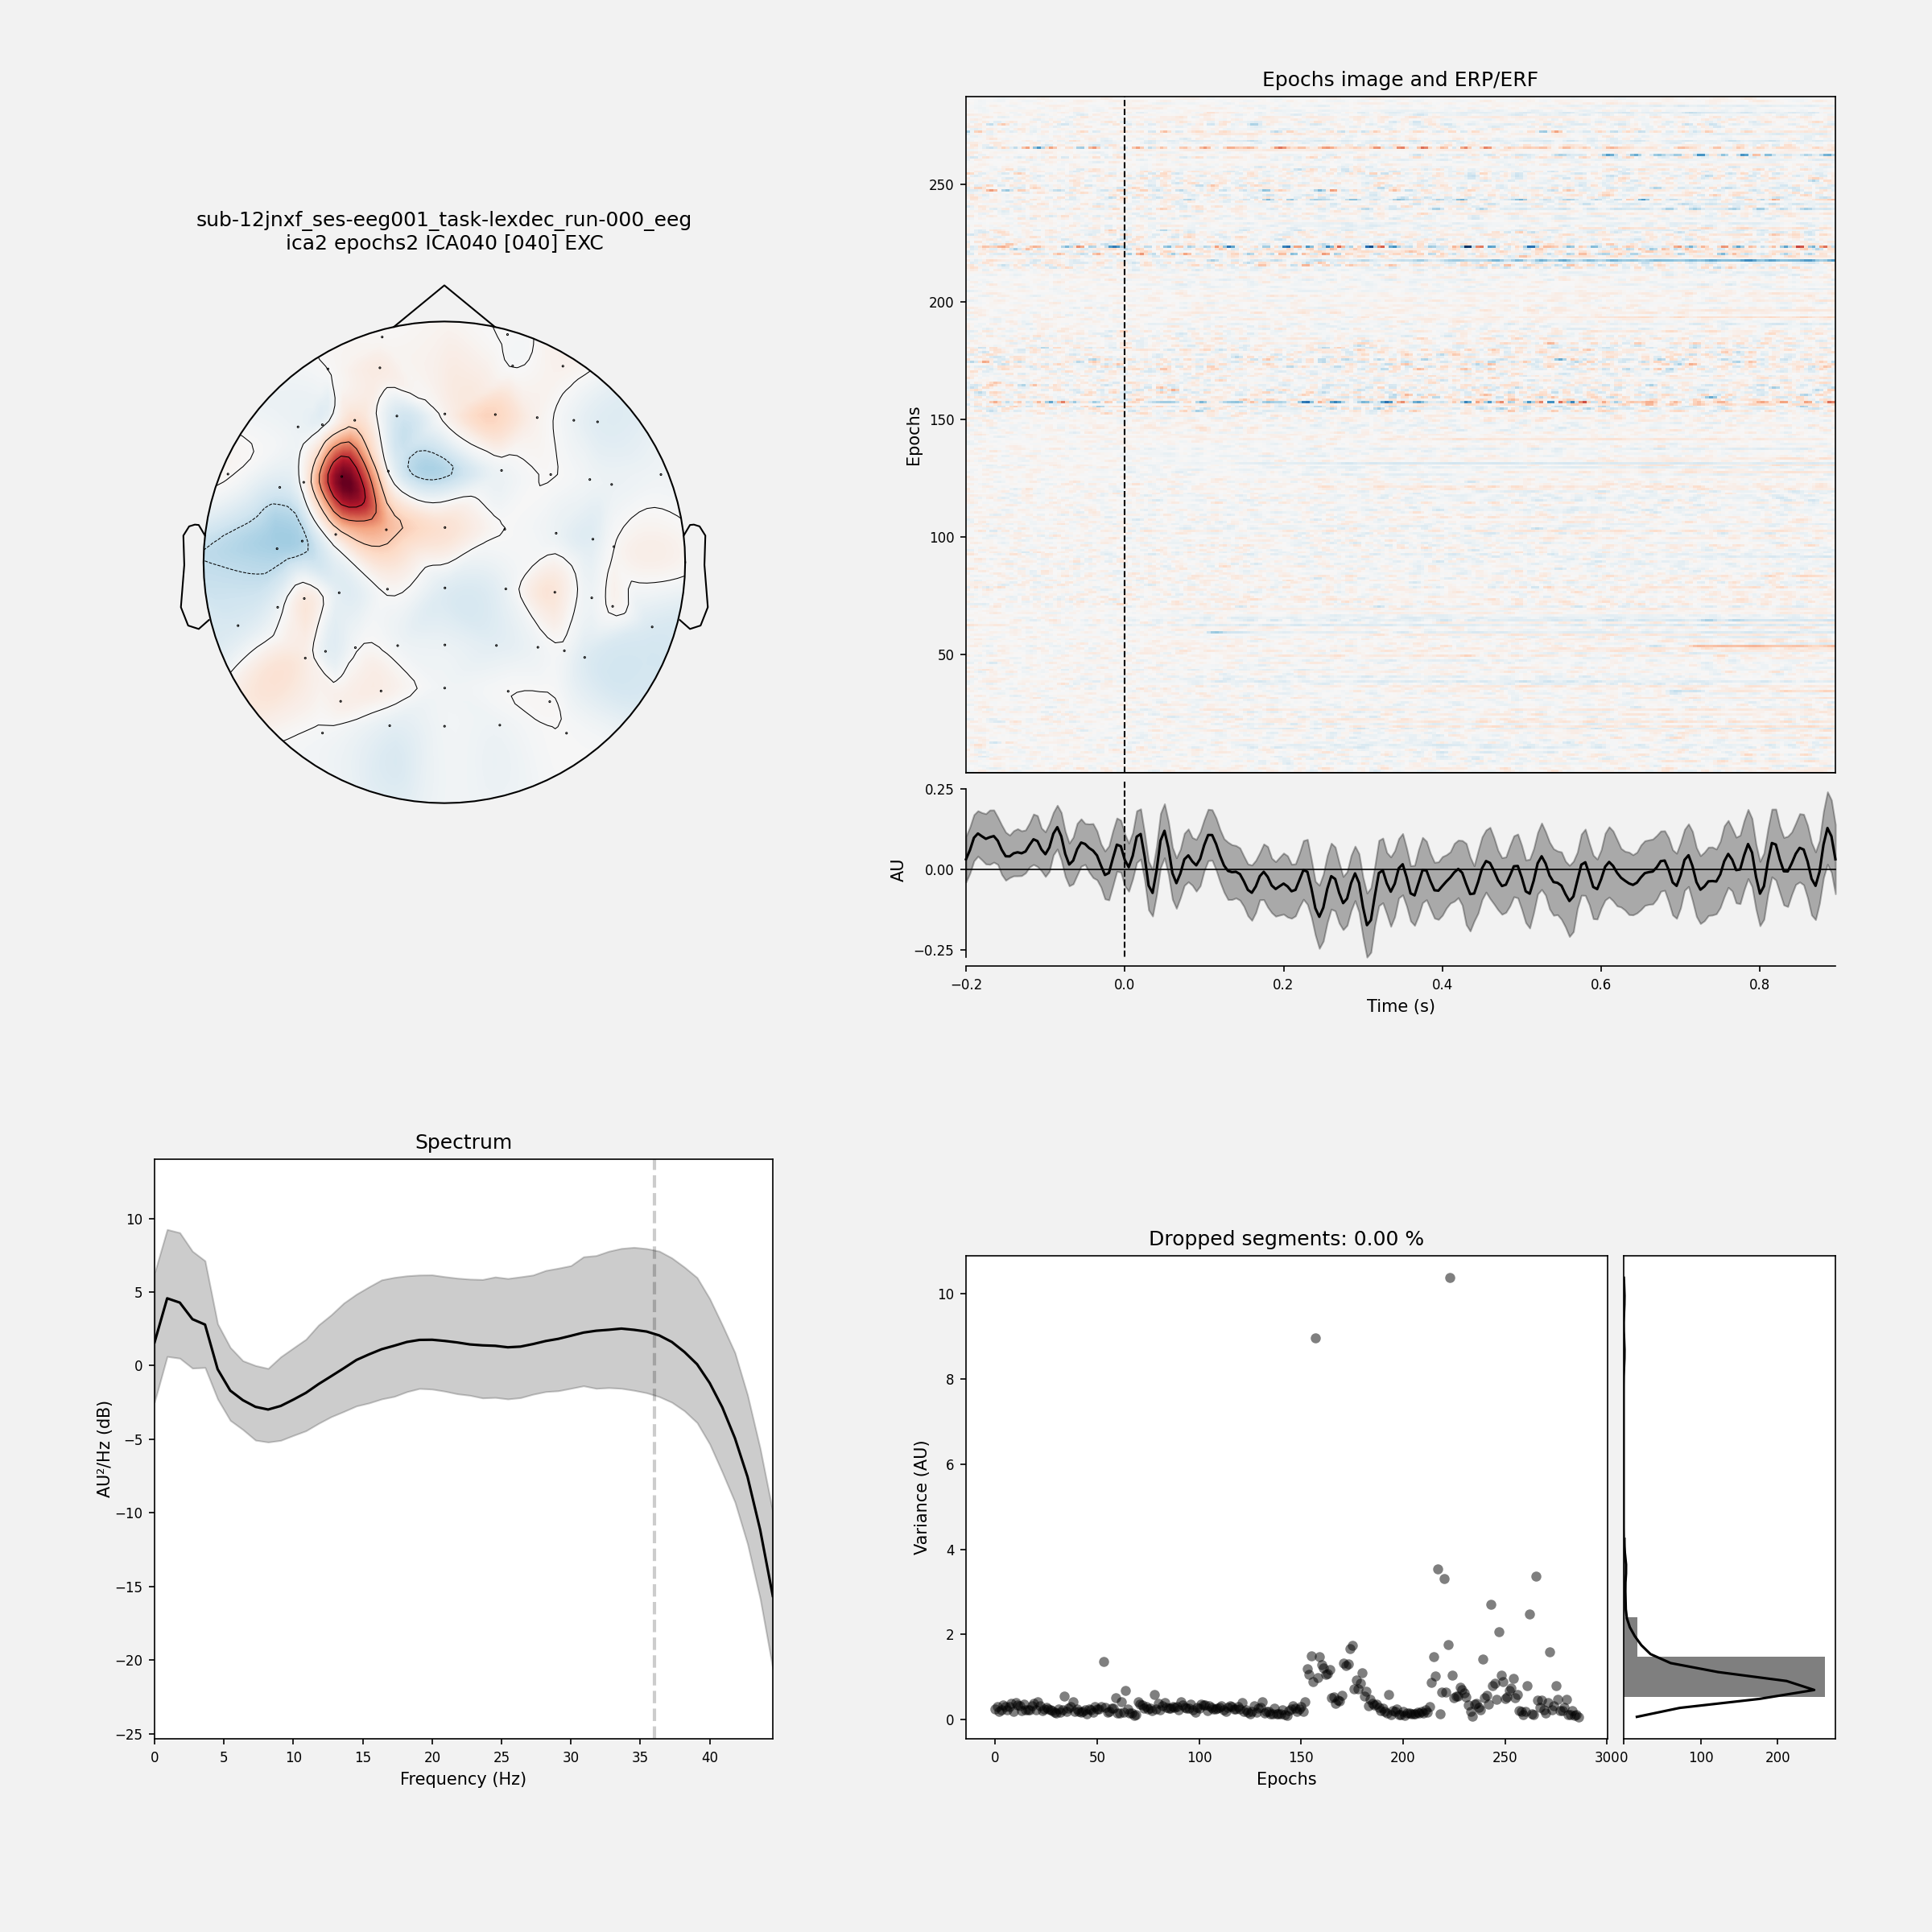 sub-12jnxf_ses-eeg001_task-lexdec_run-000_eeg
ica2 epochs2 ICA040 [040] EXC
Epochs image and ERP/ERF
250
200
150
100
50
Epochs
0.25
0.00
−0.25
AU
−0.2 0.0 0.2 0.4 0.6 0.8
Time (s)
Spectrum
10
5
0
−5
−10
−15
−20
−25
AU²/Hz (dB)
0 5 10 15 20 25 30 35 40
Frequency (Hz)
Dropped segments: 0.00 %
10
8
6
4
2
0
Variance (AU)
0 50 100 150 200 250 300
Epochs
0 100 200